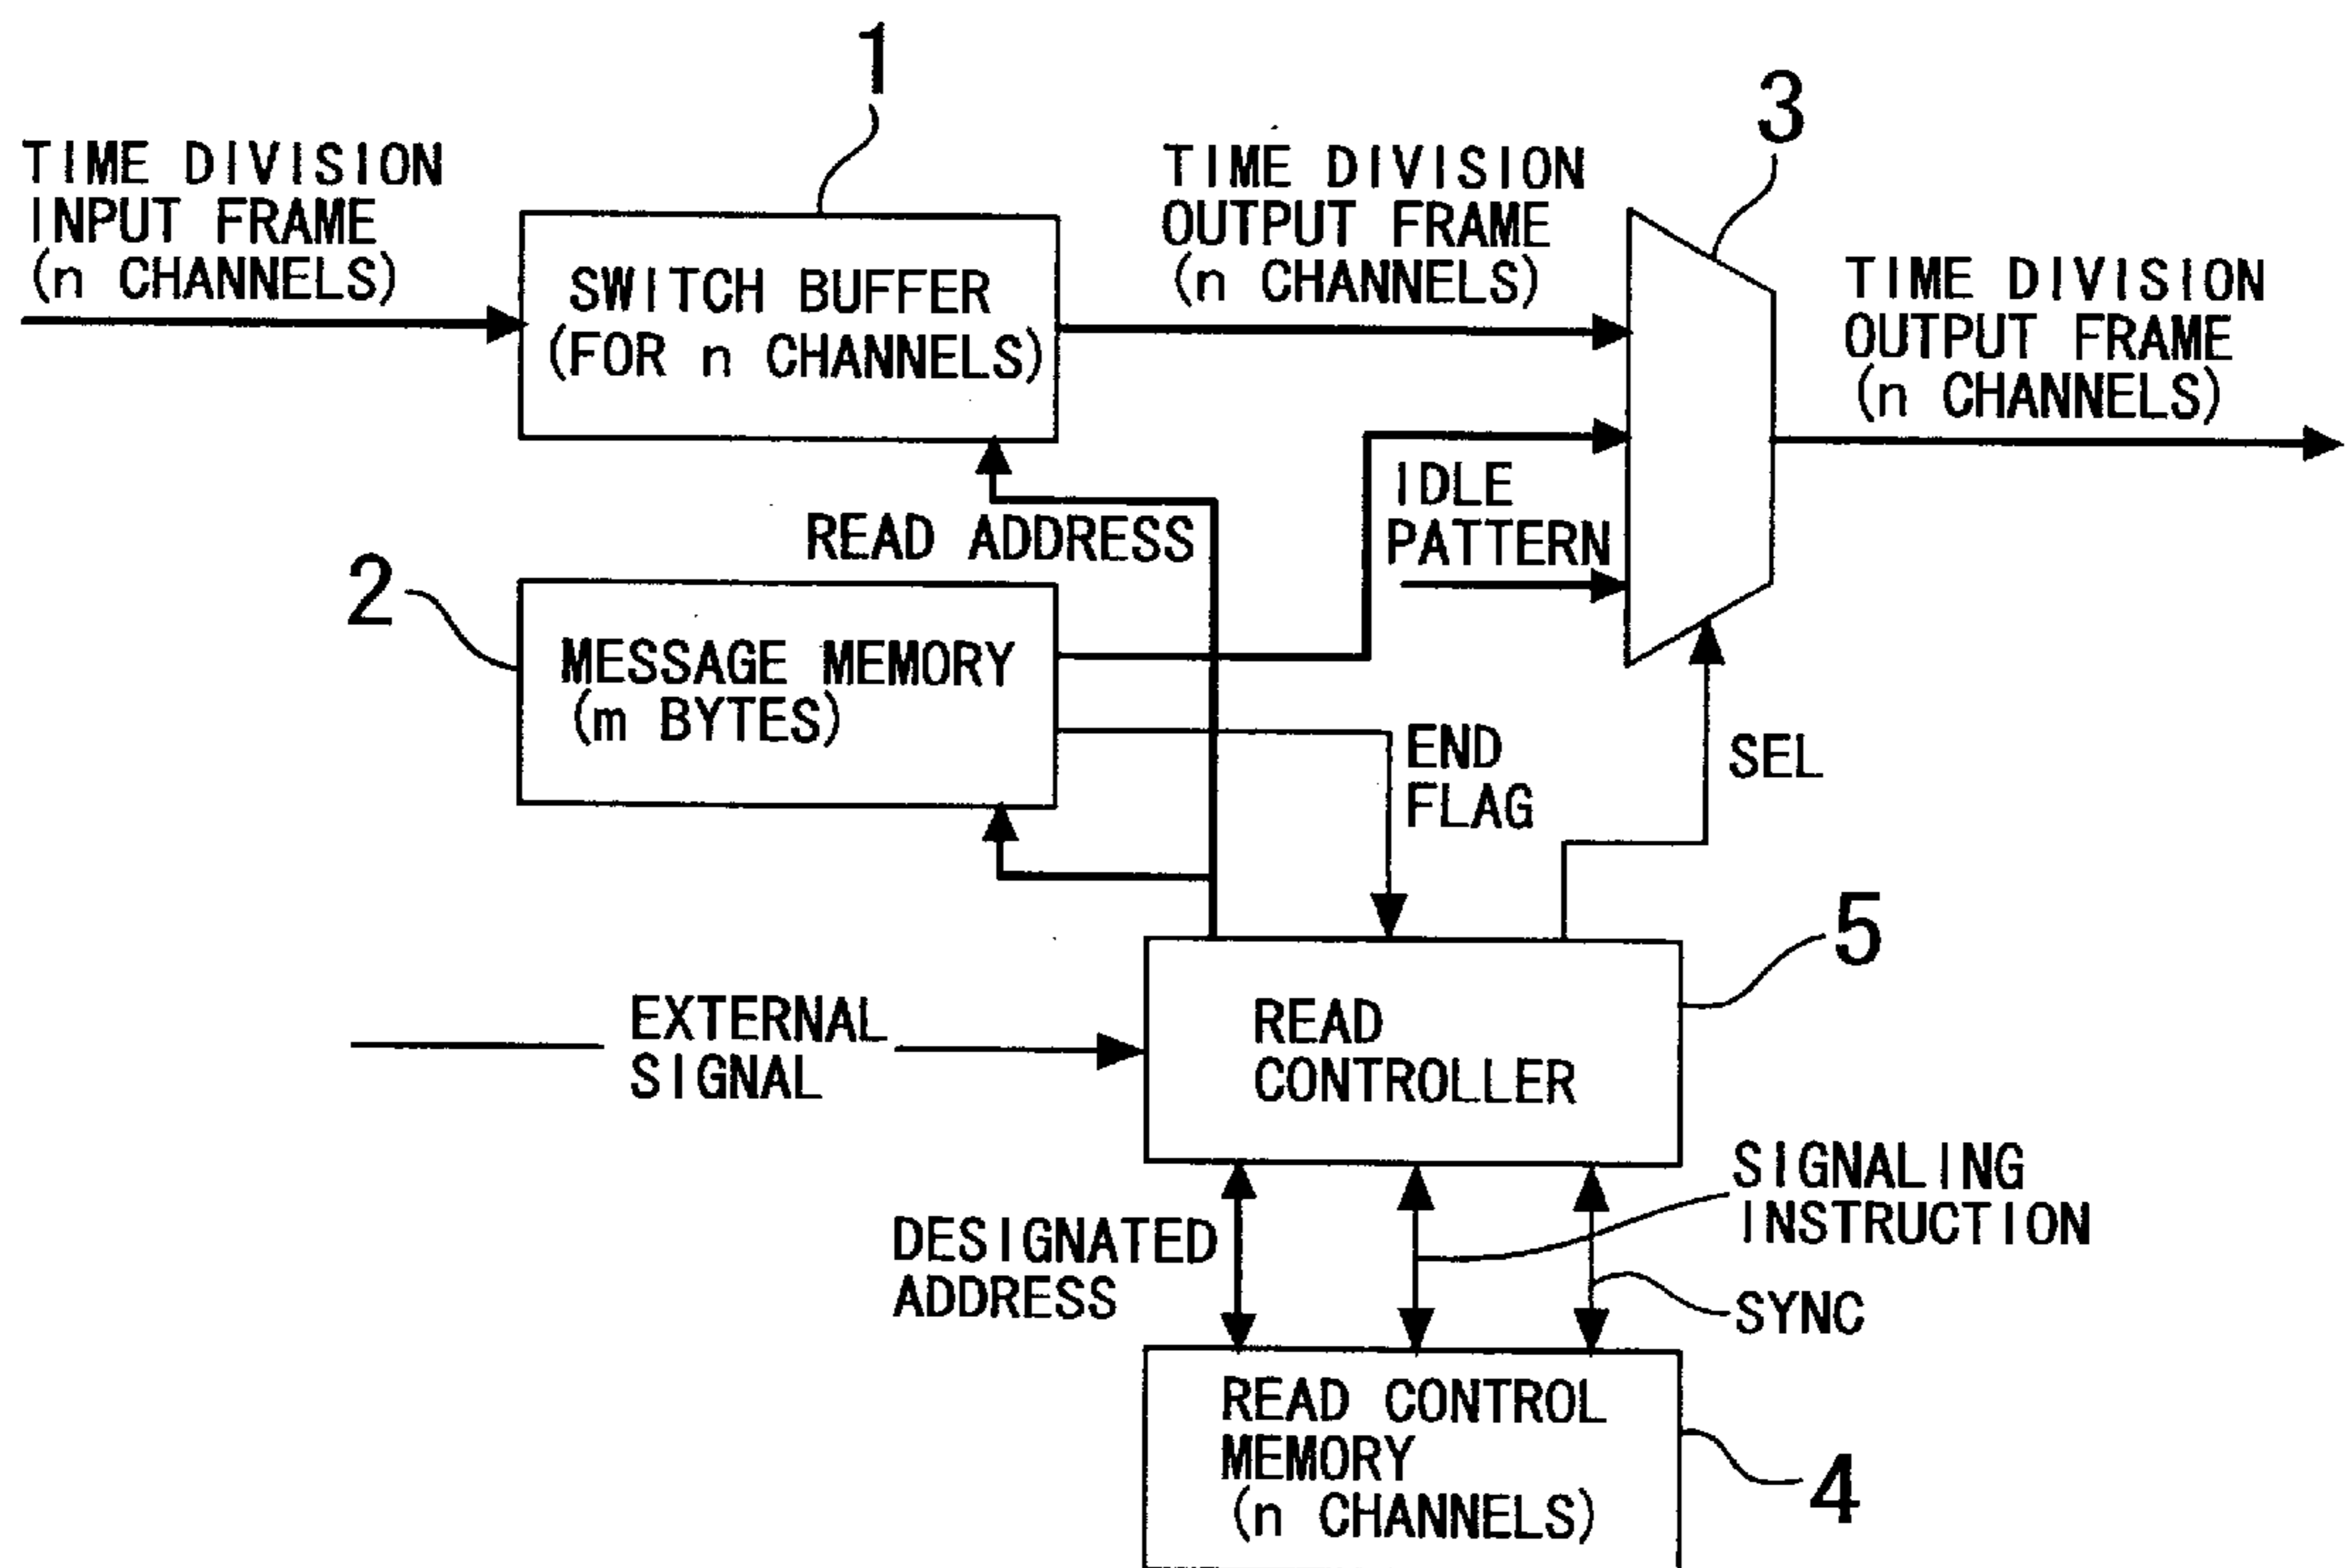 1
3
TIME DIVISION
INPUT FRAME
(n CHANNELS)
SWITCH BUFFER
(FOR n CHANNELS)
TIME DIVISION
OUTPUT FRAME
(n CHANNELS)
TIME DIVISION
OUTPUT FRAME
(n CHANNELS)
IDLE
PATTERN
READ ADDRESS
2
MESSAGE MEMORY
(m BYTES)
END
FLAG
SEL
5
EXTERNAL
SIGNAL
READ
CONTROLLER
SIGNALING
INSTRUCTION
DESIGNATED
ADDRESS
SYNC
READ CONTROL
MEMORY
(n CHANNELS)
4